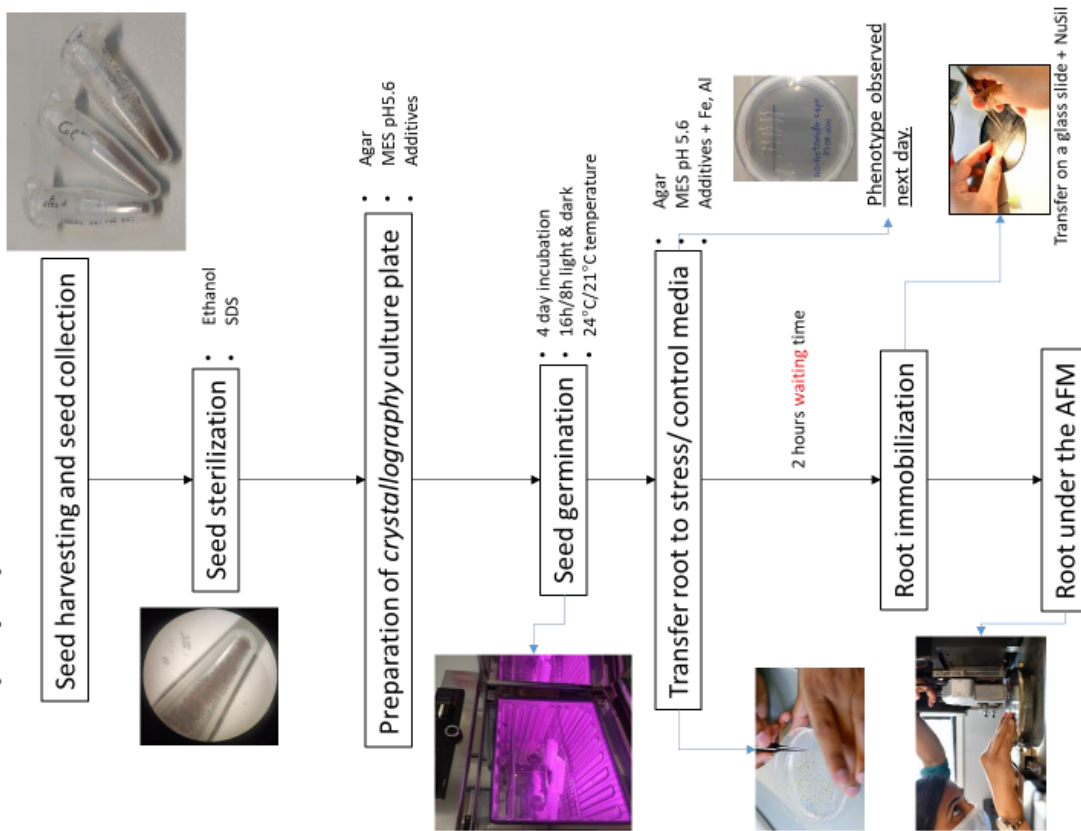 Seed harvesting and seed collection
Seed sterilization
• Ethanol
• SDS
Preparation of crystallography culture plate
• Agar
• MES pH5.6
• Additives
Seed germination
• 4 day incubation
• 16h/8h light & dark
• 24°C/21°C temperature
Transfer root to stress/ control media
• Agar
• MES pH 5.6
• Additives + Fe, Al
Phenotype observed
next day.
2 hours waiting time
Root immobilization
Transfer on a glass slide + NuSil
Root under the AFM